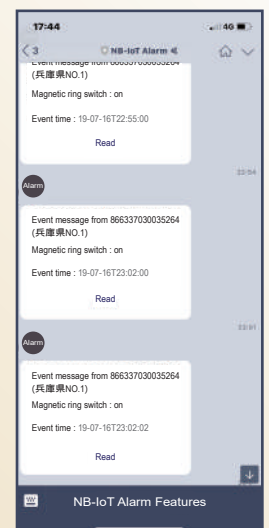 17:44
4G
3
NB-IoT Alarm
Event message from 866337030035264
(兵庫県NO.1)
Magnetic ring switch : on
Event time : 19-07-16T22:55:00
Read
22:54
Alarm
Event message from 866337030035264
(兵庫県NO.1)
Magnetic ring switch : on
Event time : 19-07-16T23:02:00
Read
23:01
Alarm
Event message from 866337030035264
(兵庫県NO.1)
Magnetic ring switch : on
Event time : 19-07-16T23:02:02
Read
NB-IoT Alarm Features